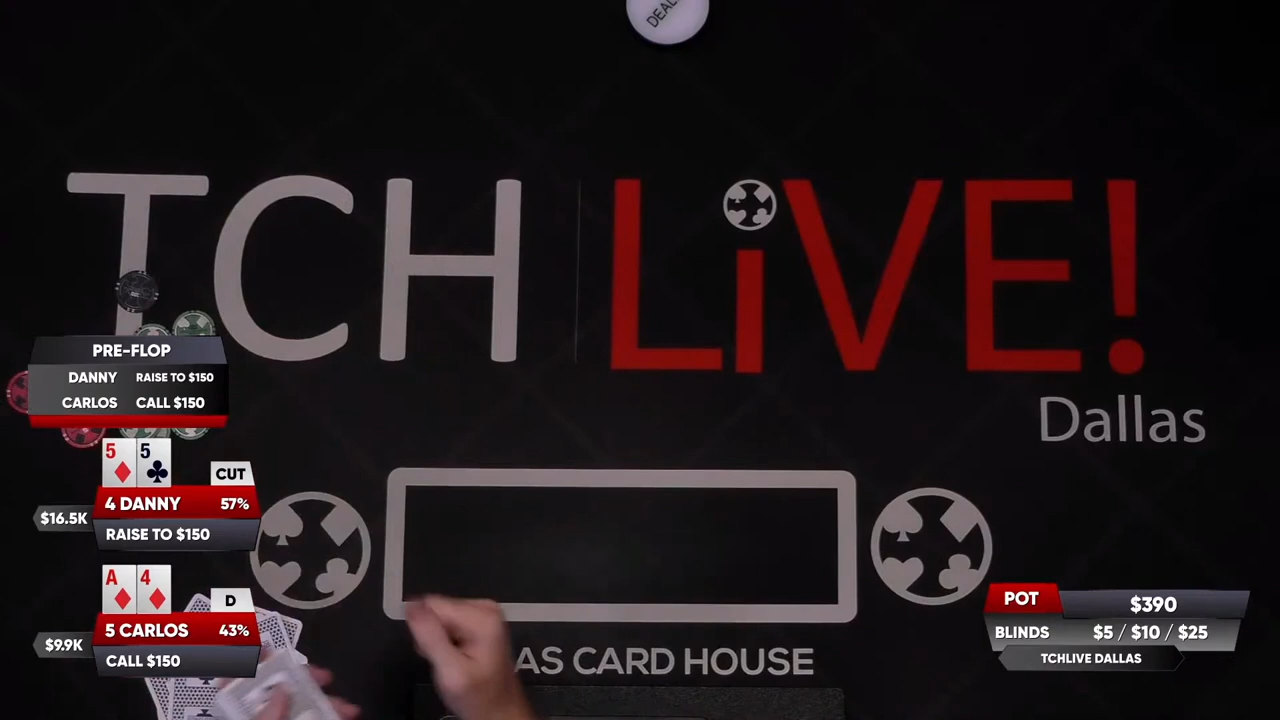 DEAL
TCH LiVE!
Dallas
PRE-FLOP
DANNY RAISE TO $150
CARLOS CALL $150
5 5
CUT
4 DANNY 57%
$16.5K
RAISE TO $150
A 4
D
5 CARLOS 43%
$9.9K
CALL $150
AS CARD HOUSE
POT $390
BLINDS $5 / $10 / $25
TCHLIVE DALLAS